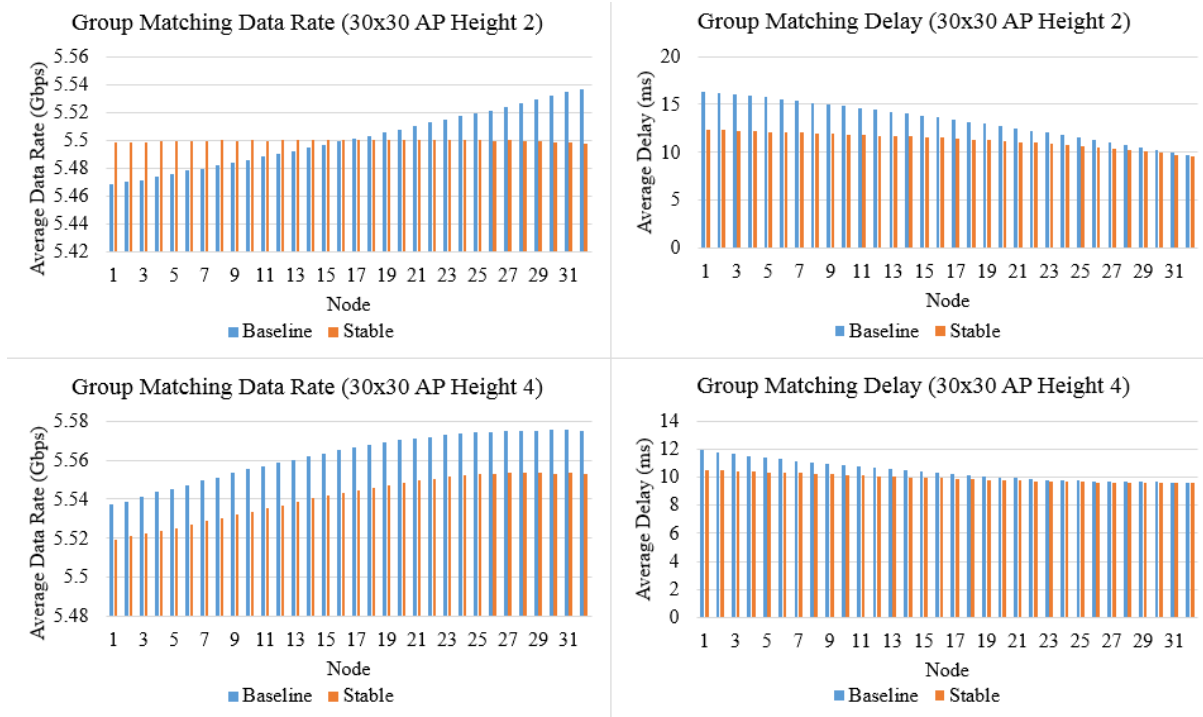 Group Matching Data Rate (30x30 AP Height 2)
Average Data Rate (Gbps)
5.56
5.54
5.52
5.5
5.48
5.46
5.44
5.42
1 3 5 7 9 11 13 15 17 19 21 23 25 27 29 31
Node
Baseline Stable
Group Matching Delay (30x30 AP Height 2)
Average Delay (ms)
20
15
10
5
0
1 3 5 7 9 11 13 15 17 19 21 23 25 27 29 31
Node
Baseline Stable
Group Matching Data Rate (30x30 AP Height 4)
Average Data Rate (Gbps)
5.58
5.56
5.54
5.52
5.5
5.48
1 3 5 7 9 11 13 15 17 19 21 23 25 27 29 31
Node
Baseline Stable
Group Matching Delay (30x30 AP Height 4)
Average Delay (ms)
14
12
10
8
6
4
2
0
1 3 5 7 9 11 13 15 17 19 21 23 25 27 29 31
Node
Baseline Stable